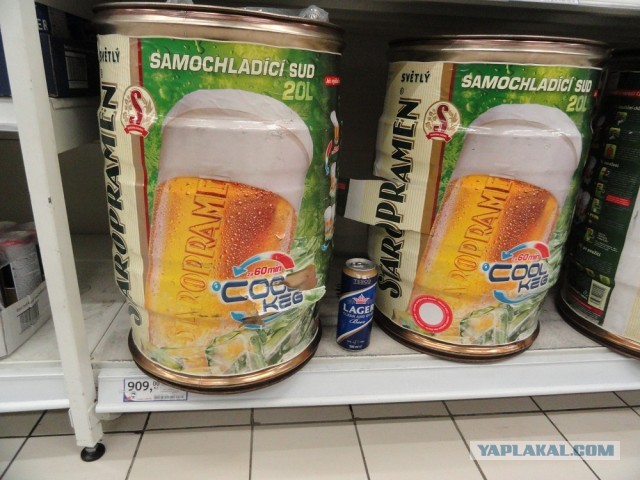 SVĚTLÝ
SAMOCHLADÍCÍ SUD
20L
STAROPRAMEN
STAROPRAMEN
60 min
COOL
KEG
LAGER
Beer
SVĚTLÝ
SAMOCHLADÍCÍ SUD
20L
STAROPRAMEN
60 min
COOL
KEG
909,
YAPLAKAL.COM